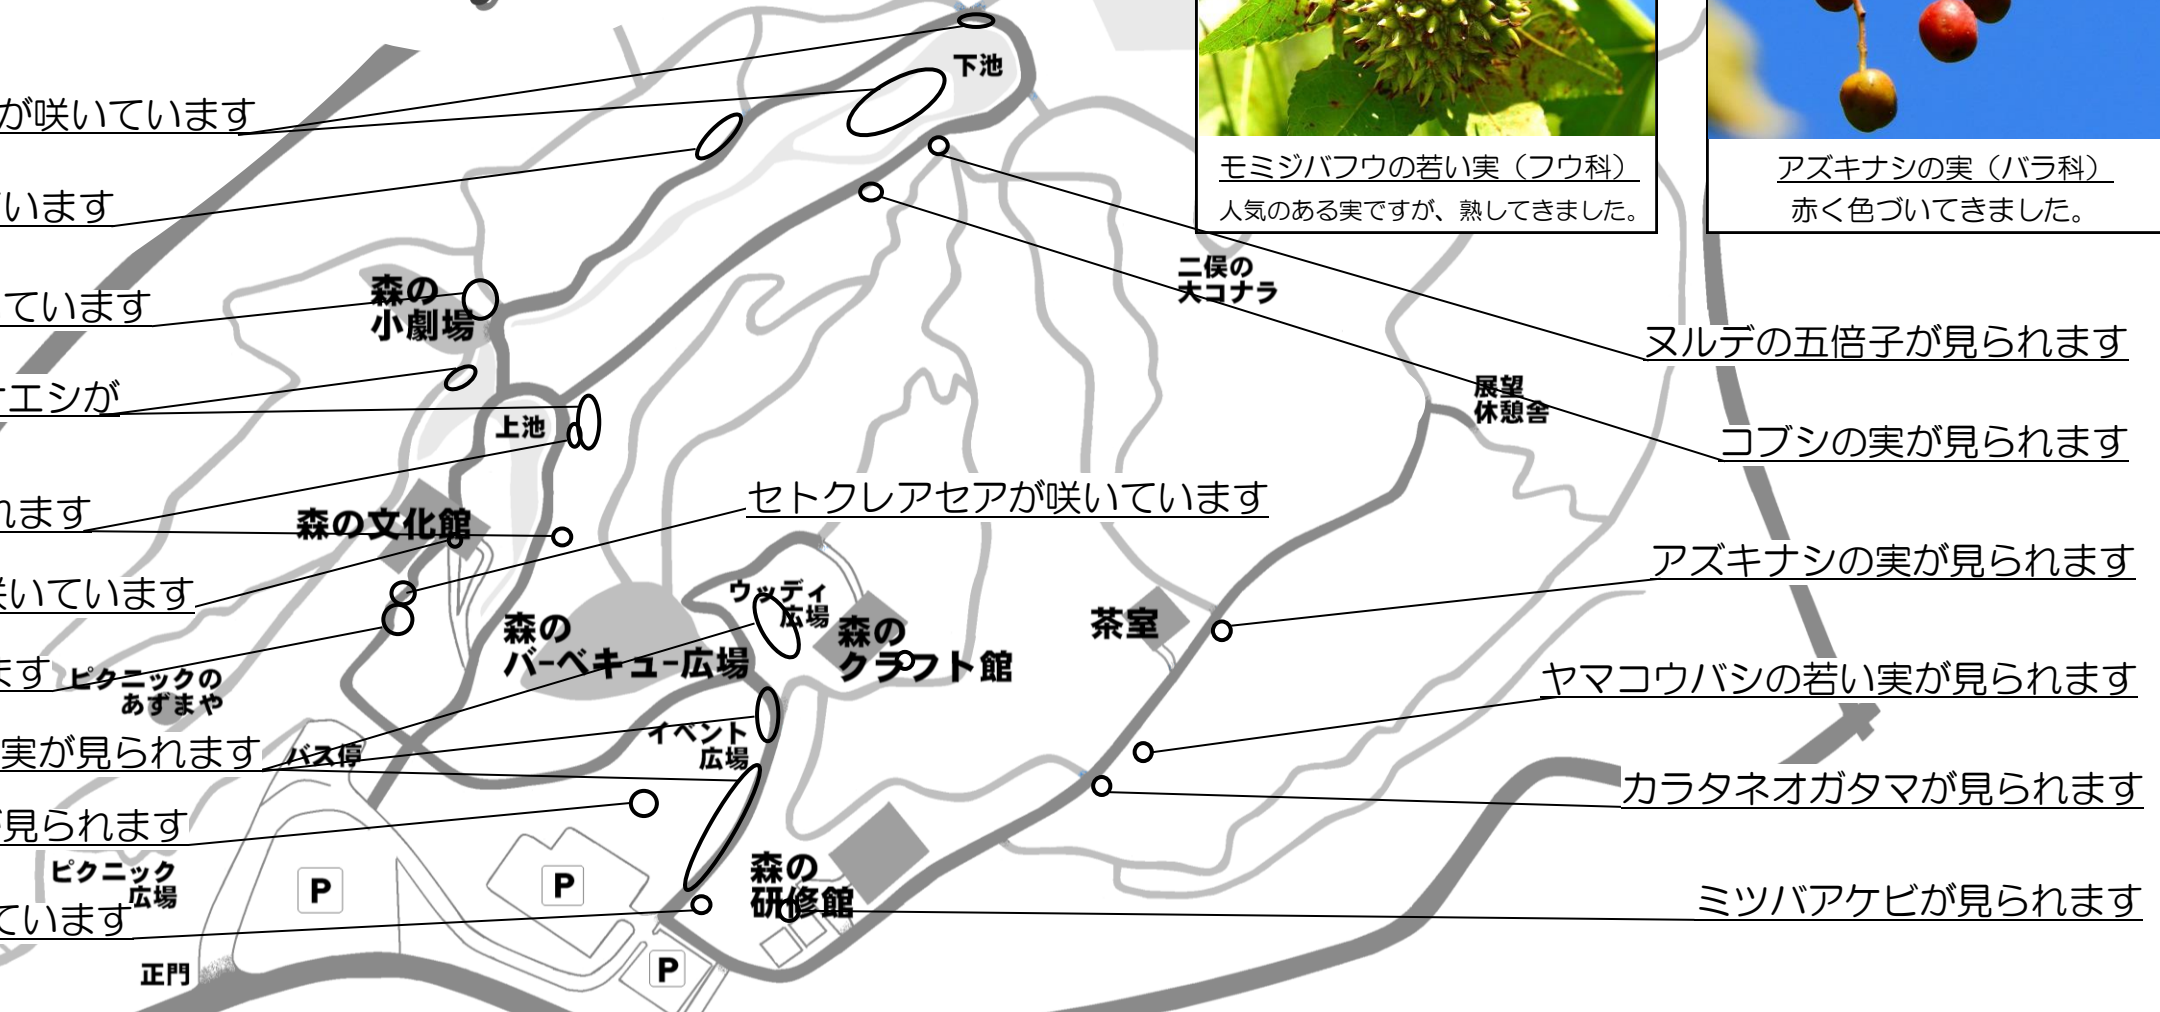 下池
が咲いています
モミジバフウの若い実（フウ科）
人気のある実ですが、熟してきました。
アズキナシの実（バラ科）
赤く色づいてきました。
います
二俣の
大コナラ
森の
小劇場
ています
ヌルデの五倍子が見られます
展望
休憩舎
エシが
上池
コブシの実が見られます
れます
森の文化館
セトクレアセアが咲いています
アズキナシの実が見られます
いています
ウッディ
広場
森の
バーベキュー広場
森の
クラフト館
茶室
ます
ピクニックの
あずまや
ヤマコウバシの若い実が見られます
実が見られます
バス停
イベント
広場
カラタネオガタマが見られます
見られます
ピクニック
広場
P
P
森の
研修館
ミツバアケビが見られます
ています
正門
P